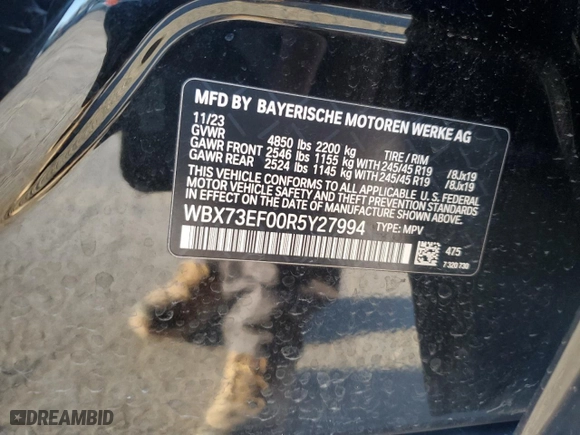 MFD BY BAYERISCHE MOTOREN WERKE AG
11/23
GVWR 4850 lbs 2200 kg TIRE / RIM
GAWR FRONT 2546 lbs 1155 kg WITH 245/45 R19 /8Jx19
GAWR REAR 2524 lbs 1145 kg WITH 245/45 R19 /8Jx19
THIS VEHICLE CONFORMS TO ALL APPLICABLE U.S. FEDERAL
MOTOR VEHICLE SAFETY AND THEFT PREVENTION STANDARDS
IN EFFECT ON THE DATE OF MANUFACTURE SHOWN ABOVE.
WBX73EF00R5Y27994 TYPE: MPV
475
7 320 730
DREAMBID